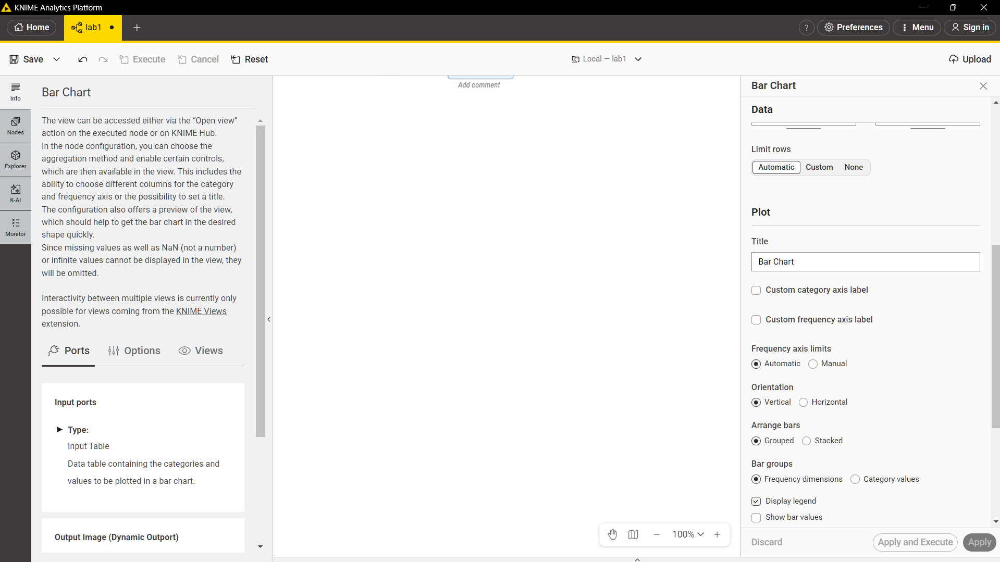 KNIME Analytics Platform
Home
lab1
?
Preferences
Menu
Sign in
Save
Execute
Cancel
Reset
Local — lab1
Upload
Info
Nodes
Explorer
K-AI
Monitor
Bar Chart
The view can be accessed either via the “Open view”
action on the executed node or on KNIME Hub.
In the node configuration, you can choose the
aggregation method and enable certain controls,
which are then available in the view. This includes the
ability to choose different columns for the category
and frequency axis or the possibility to set a title.
The configuration also offers a preview of the view,
which should help to get the bar chart in the desired
shape quickly.
Since missing values as well as NaN (not a number)
or infinite values cannot be displayed in the view, they
will be omitted.
Interactivity between multiple views is currently only
possible for views coming from the KNIME Views
extension.
Ports
Options
Views
Input ports
Type:
Input Table
Data table containing the categories and
values to be plotted in a bar chart.
Output Image (Dynamic Outport)
Add comment
100%
Bar Chart
Data
Limit rows
Automatic Custom None
Plot
Title
Bar Chart
Custom category axis label
Custom frequency axis label
Frequency axis limits
Automatic Manual
Orientation
Vertical Horizontal
Arrange bars
Grouped Stacked
Bar groups
Frequency dimensions Category values
Display legend
Show bar values
Discard
Apply and Execute
Apply